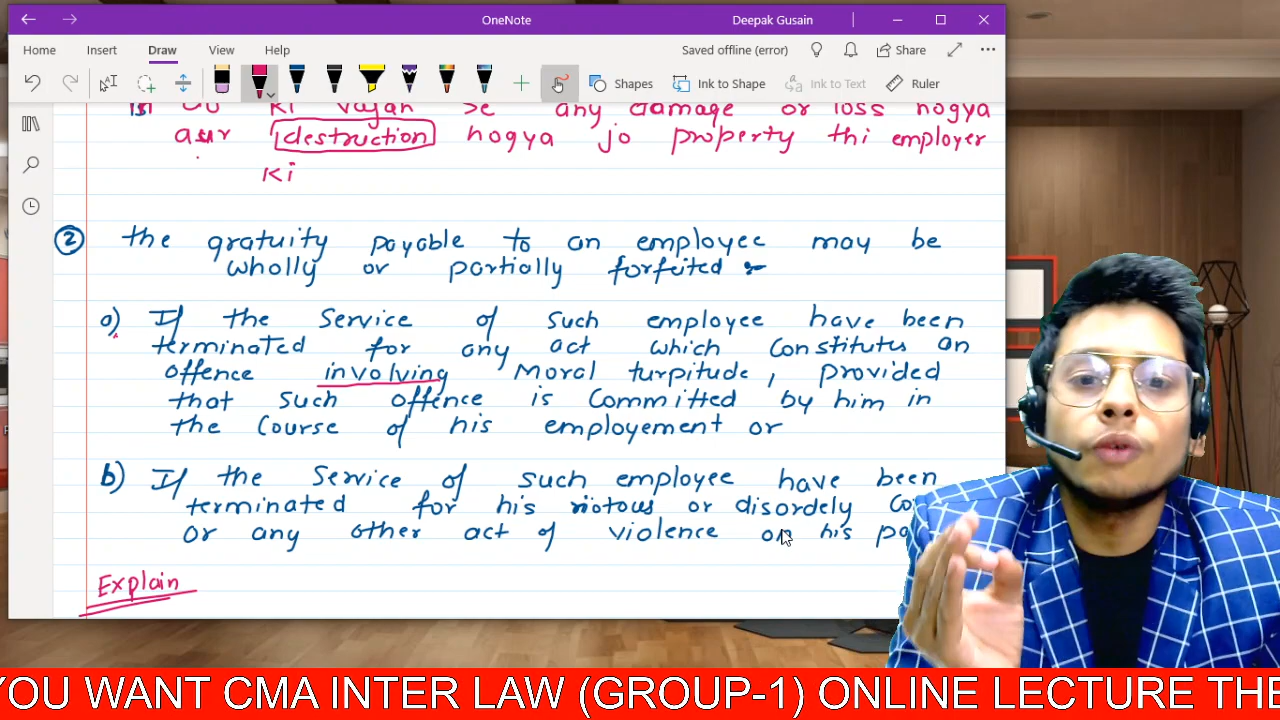 OneNote
Deepak Gusain
Home Insert Draw View Help
Saved offline (error)
Share
Shapes
Ink to Shape
Ink to Text
Ruler
ki vajah se any damage or loss hogya
aur destruction hogya jo property thi employer
ki
2 the gratuity payable to an employee may be
wholly or partially forfeited
a) If the Service of such employee have been
terminated for any act which constitutes an
offence involving moral turpitude, provided
that such offence is committed by him in
the course of his employement or
b) If the Service of such employee have been
terminated for his riotous or disordely
or any other act of violence on his
Explain
YOU WANT CMA INTER LAW (GROUP-1) ONLINE LECTURE THE